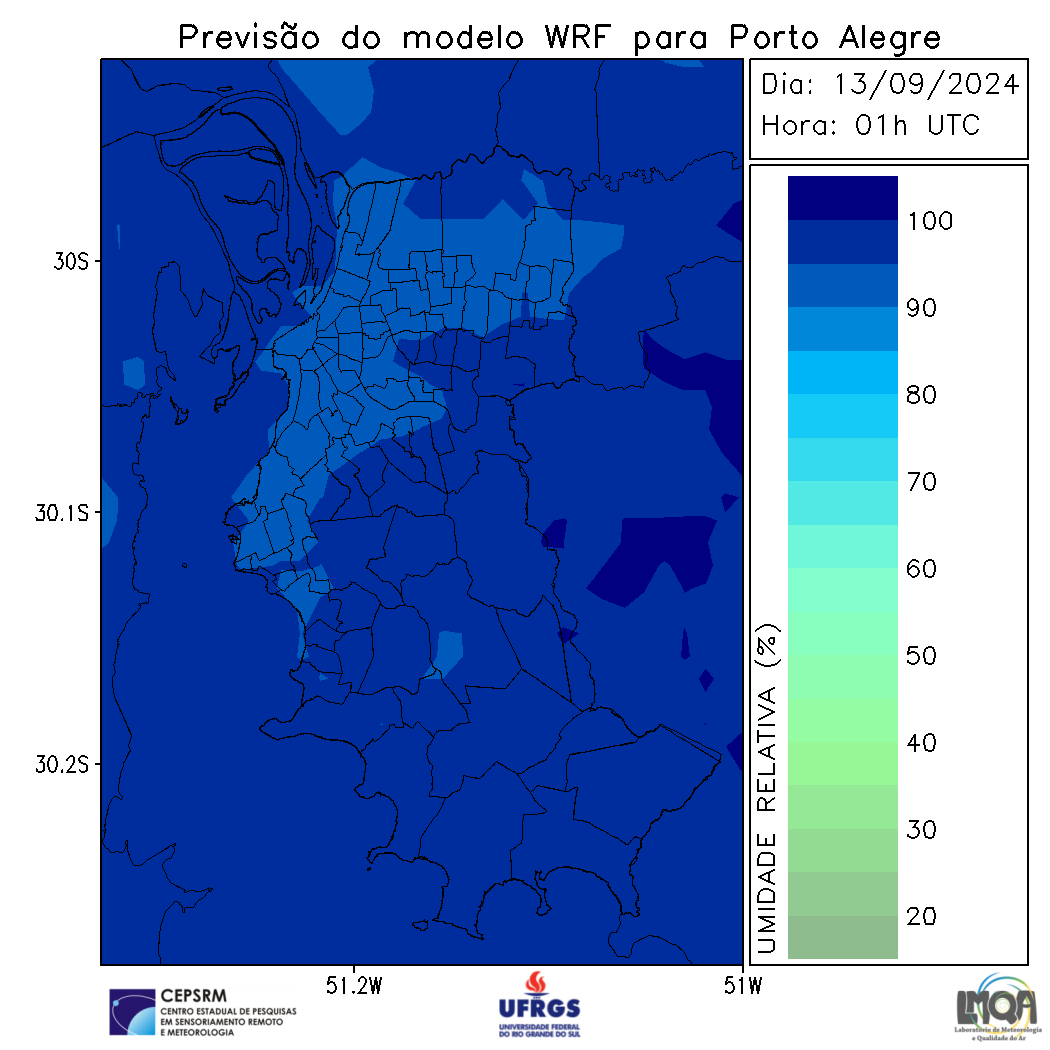 Previsão do modelo WRF para Porto Alegre
Dia: 13/09/2024
Hora: 01h UTC
100
90
80
70
60
50
40
30
20
UMIDADE RELATIVA (%)
30S
30.1S
30.2S
51.2W
51W
CEPSRM
CENTRO ESTADUAL DE PESQUISAS
EM SENSORIAMENTO REMOTO
E METEOROLOGIA
UFRGS
UNIVERSIDADE FEDERAL
DO RIO GRANDE DO SUL
LMQA
Laboratório de Meteorologia
e Qualidade do Ar